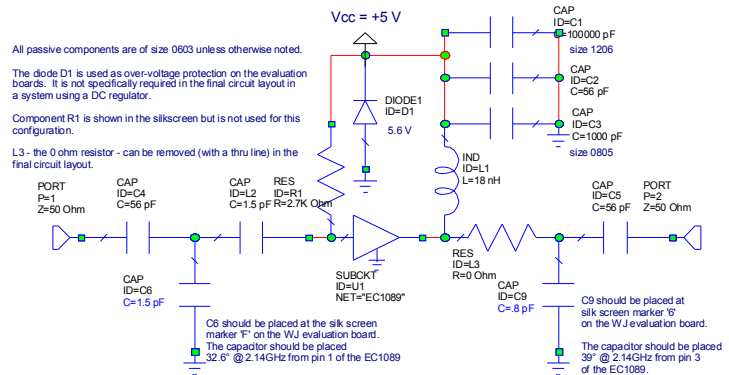 Vcc = +5 V
CAP
ID=C1
C=100000 pF
size 1206
All passive components are of size 0603 unless otherwise noted.
The diode D1 is used as over-voltage protection on the evaluation
boards. It is not specifically required in the final circuit layout in
a system using a DC regulator.
Component R1 is shown in the silkscreen but is not used for this
configuration.
L3 - the 0 ohm resistor - can be removed (with a thru line) in the
final circuit layout.
CAP
ID=C2
C=56 pF
DIODE1
ID=D1
5.6 V
CAP
ID=C3
C=1000 pF
size 0805
IND
ID=L1
L=18 nH
PORT
P=1
Z=50 Ohm
CAP
ID=C4
C=56 pF
CAP
ID=L2
C=1.5 pF
RES
ID=R1
R=2.7K Ohm
CAP
ID=C5
C=56 pF
PORT
P=2
Z=50 Ohm
SUBCKT
ID=U1
NET="EC1089"
RES
ID=L3
R=0 Ohm
CAP
ID=C6
C=1.5 pF
CAP
ID=C9
C=.8 pF
C6 should be placed at the silk screen
marker 'F' on the WJ evaluation board.
The capacitor should be placed
32.6° @ 2.14GHz from pin 1 of the EC1089
C9 should be placed at
silk screen marker '6'
on the WJ evaluation board.
The capacitor should be placed
39° @ 2.14GHz from pin 3
of the EC1089.